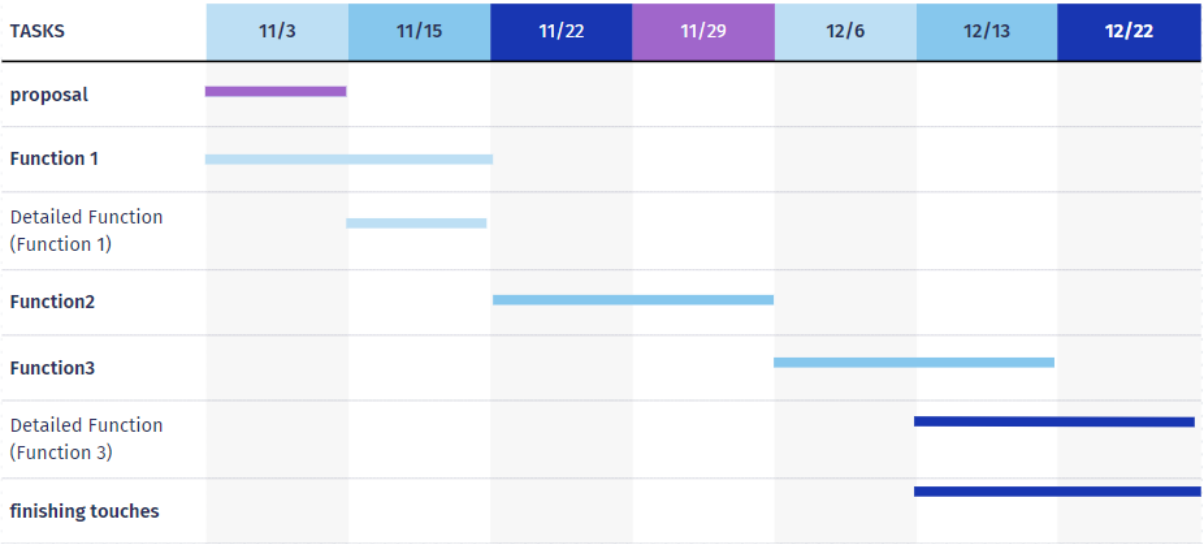 TASKS 11/3 11/15 11/22 11/29 12/6 12/13 12/22
proposal
Function 1
Detailed Function
(Function 1)
Function2
Function3
Detailed Function
(Function 3)
finishing touches